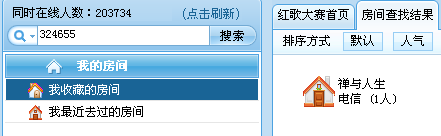 同时在线人数：203734 (点击刷新)
324655 搜索
我的房间
我收藏的房间
我最近去过的房间
红歌大赛首页 房间查找结果
排序方式 默认 人气
禅与人生
电信 (1人)